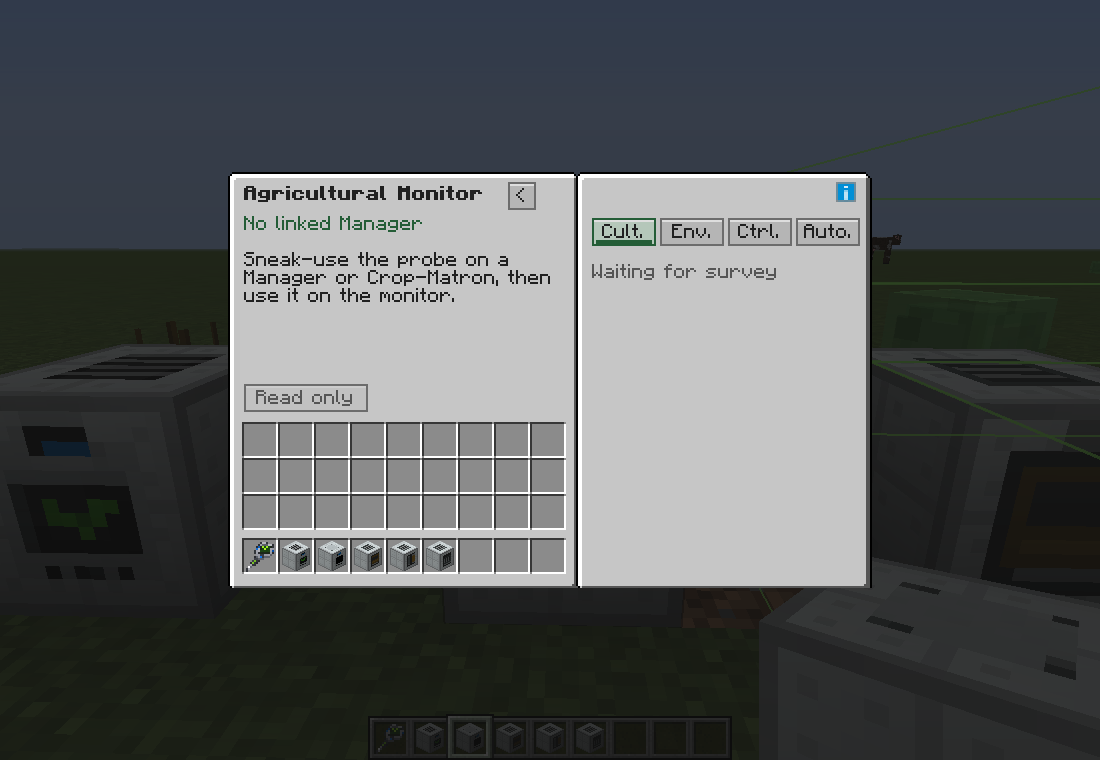 Agricultural Monitor
<
No linked Manager
Sneak-use the probe on a
Manager or Crop-Matron, then
use it on the monitor.
Read only
i
Cult. Env. Ctrl. Auto.
Waiting for survey